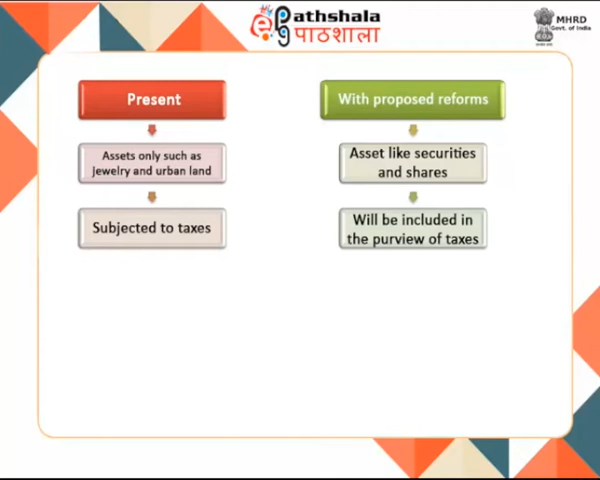 ePG Pathshala
पाठशाला
MHRD
Govt. of India
Present
With proposed reforms
Assets only such as
Jewelry and urban land
Asset like securities
and shares
Subjected to taxes
Will be included in
the purview of taxes